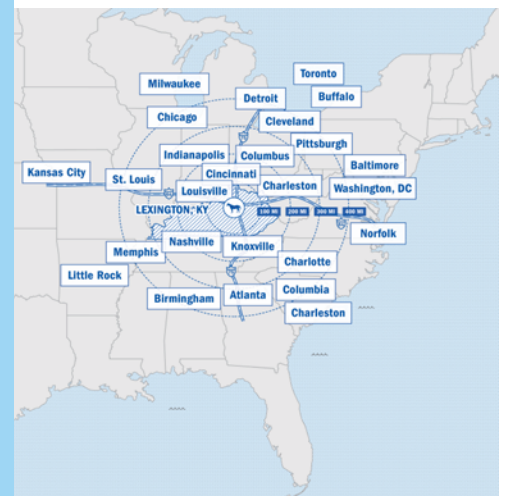 Toronto
Milwaukee
Detroit
Buffalo
Chicago
Cleveland
Pittsburgh
Indianapolis
Columbus
Baltimore
Kansas City
St. Louis
Cincinnati
Charleston
Washington, DC
Louisville
LEXINGTON, KY
100 MI
200 MI
300 MI
400 MI
Norfolk
Nashville
Knoxville
Memphis
Charlotte
Little Rock
Birmingham
Atlanta
Columbia
Charleston